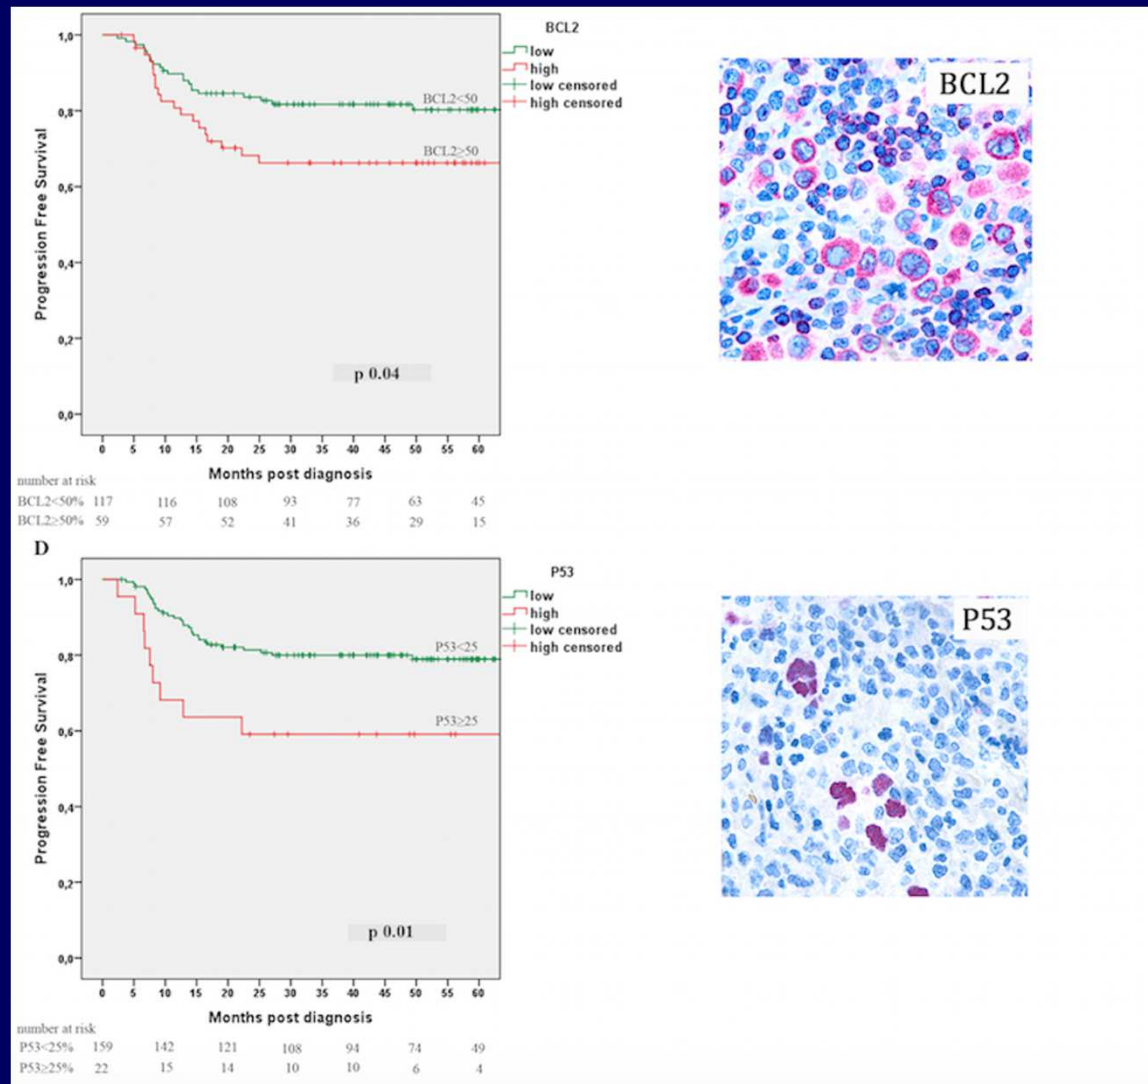 BCL2
low
high
low censored
high censored
1,0
0,8
0,6
0,4
0,2
0,0
Progression Free Survival
BCL2<50
BCL2≥50
p 0.04
0 5 10 15 20 25 30 35 40 45 50 55 60
Months post diagnosis
number at risk
BCL2<50% 117 116 108 93 77 63 45
BCL2≥50% 59 57 52 41 36 29 15
BCL2
D
P53
low
high
low censored
high censored
1,0
0,8
0,6
0,4
0,2
0,0
Progression Free Survival
P53<25
P53≥25
p 0.01
0 5 10 15 20 25 30 35 40 45 50 55 60
Months post diagnosis
number at risk
P53<25% 159 142 121 108 94 74 49
P53≥25% 22 15 14 10 10 6 4
P53